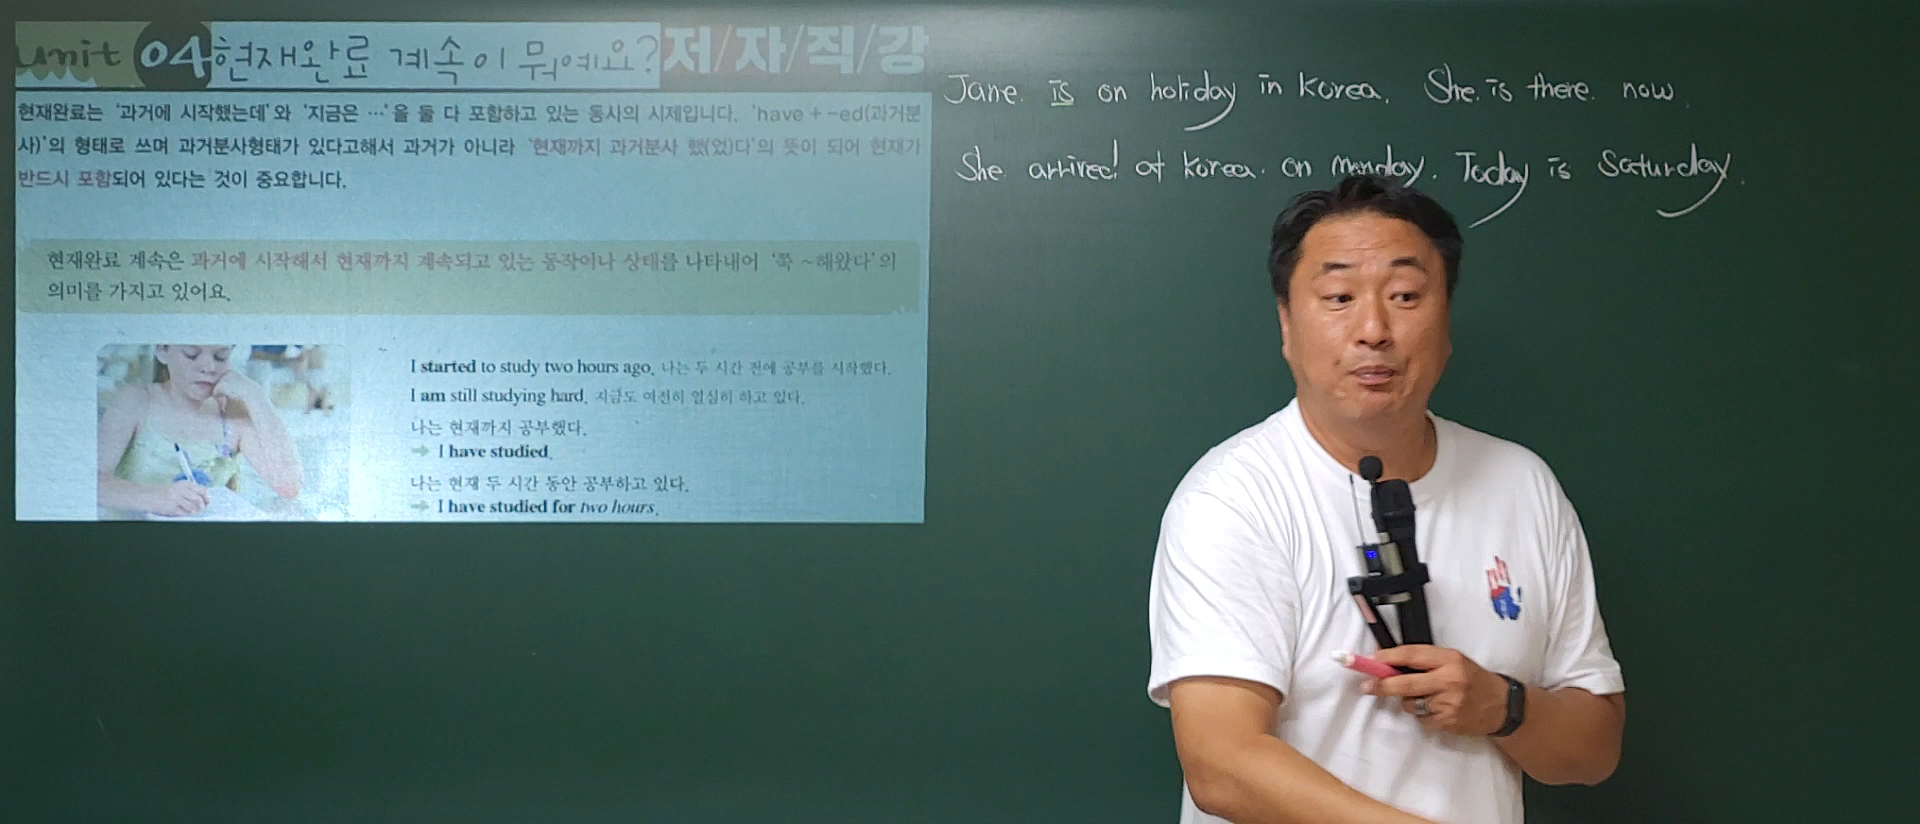 unit 04 현재완료 계속이 뭐예요? 저/자/직/강
현재완료는 '과거에 시작했는데'와 '지금은 …'을 둘 다 포함하고 있는 동사의 시제입니다. 'have + -ed(과거분
사)'의 형태로 쓰며 과거분사형태가 있다고해서 과거가 아니라 '현재까지 과거분사 했(었)다'의 뜻이 되어 현재가
반드시 포함되어 있다는 것이 중요합니다.
현재완료 계속은 과거에 시작해서 현재까지 계속되고 있는 동작이나 상태를 나타내어 '쭉 ~해왔다'의
의미를 가지고 있어요.
I started to study two hours ago. 나는 두 시간 전에 공부를 시작했다.
I am still studying hard. 지금도 여전히 열심히 하고 있다.
나는 현재까지 공부했다.
➔ I have studied.
나는 현재 두 시간 동안 공부하고 있다.
➔ I have studied for two hours.
Jane is on holiday in Korea. She is there now.
She arrived at Korea on Monday. Today is Saturday.